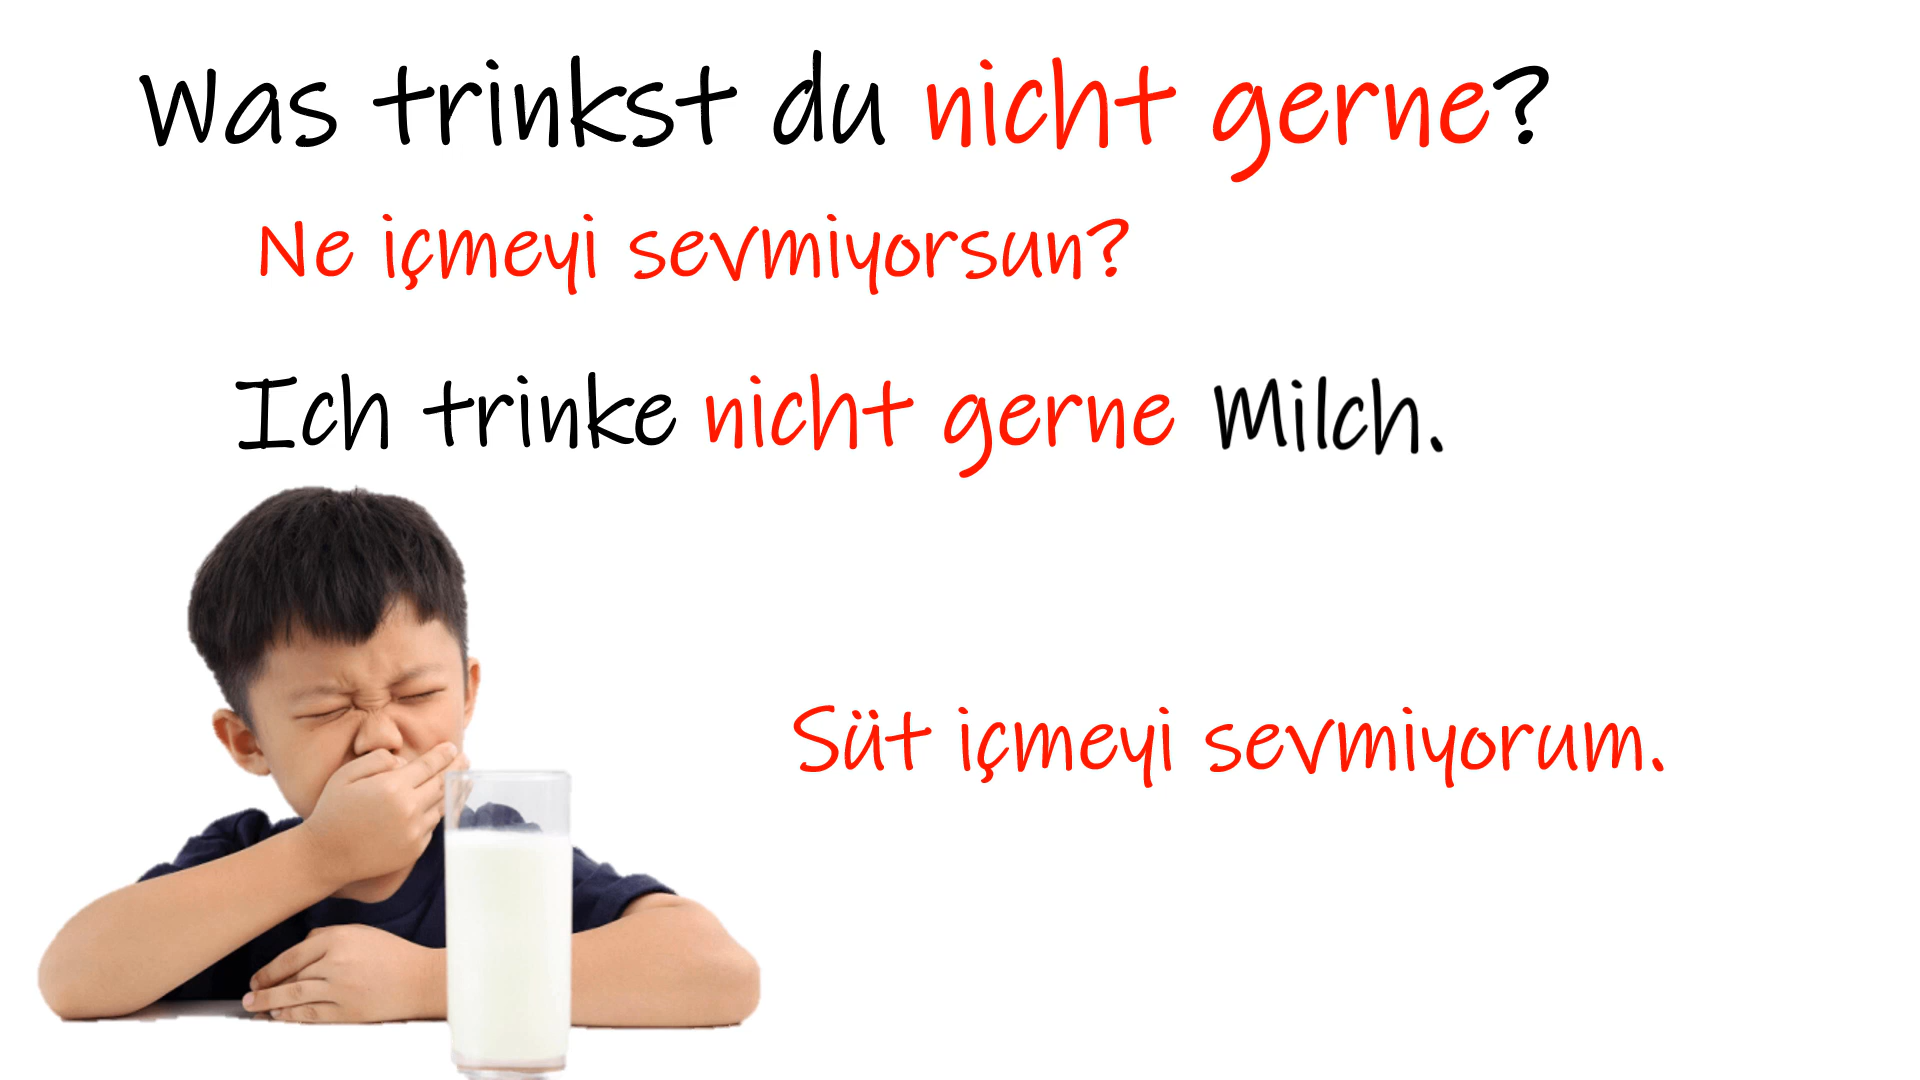 Was trinkst du nicht gerne?
Ne içmeyi sevmiyorsun?
Ich trinke nicht gerne Milch.
Süt içmeyi sevmiyorum.